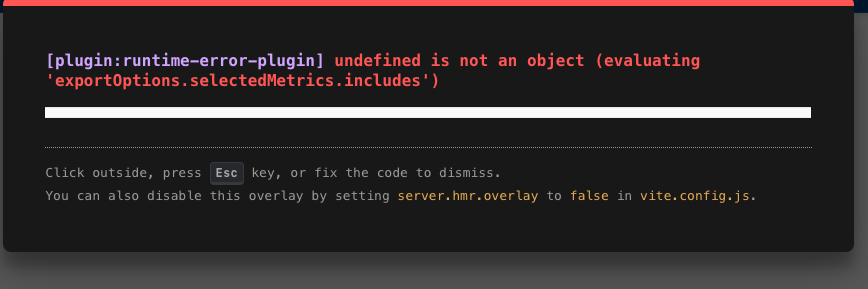 [plugin:runtime-error-plugin] undefined is not an object (evaluating
'exportOptions.selectedMetrics.includes')
Click outside, press Esc key, or fix the code to dismiss.
You can also disable this overlay by setting server.hmr.overlay to false in vite.config.js.